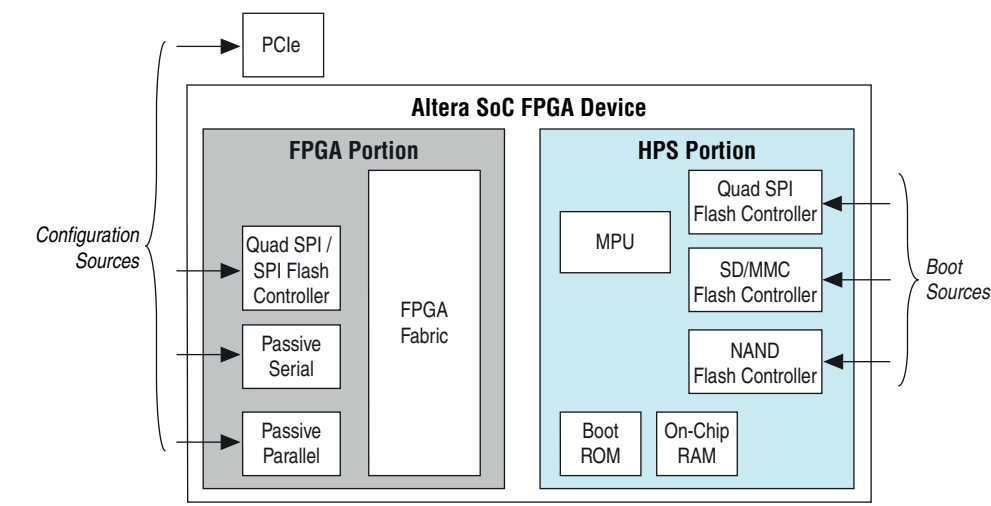 PCIe
Altera SoC FPGA Device
FPGA Portion
Configuration
Sources
Quad SPI /
SPI Flash
Controller
Passive
Serial
Passive
Parallel
FPGA
Fabric
HPS Portion
MPU
Quad SPI
Flash Controller
SD/MMC
Flash Controller
NAND
Flash Controller
Boot
ROM
On-Chip
RAM
Boot
Sources